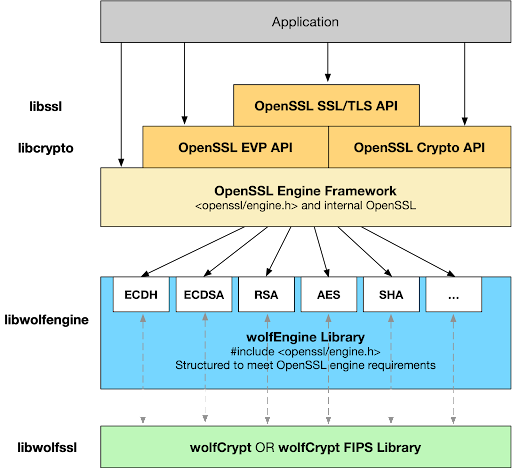 Application
libssl
OpenSSL SSL/TLS API
libcrypto
OpenSSL EVP API
OpenSSL Crypto API
OpenSSL Engine Framework
<openssl/engine.h> and internal OpenSSL
ECDH
ECDSA
RSA
AES
SHA
...
libwolfengine
wolfEngine Library
#include <openssl/engine.h>
Structured to meet OpenSSL engine requirements
libwolfssl
wolfCrypt OR wolfCrypt FIPS Library